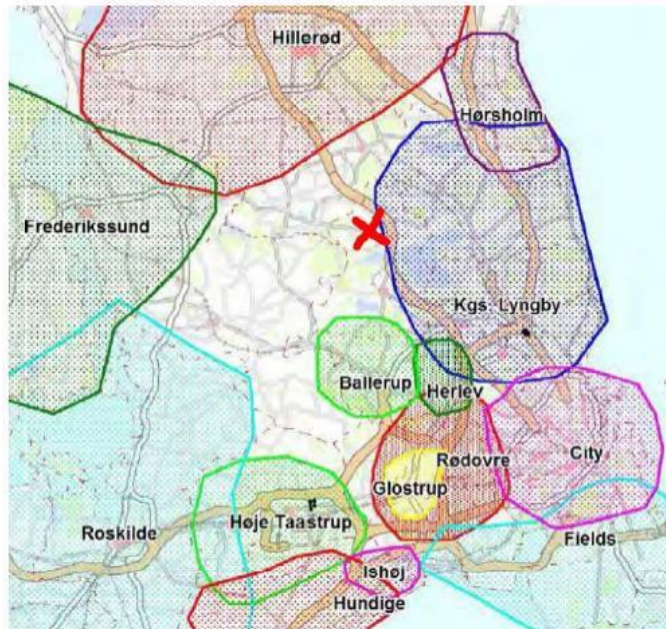 Hillerød
Hørsholm
Frederikssund
Kgs. Lyngby
Ballerup
Herlev
Rødovre
City
Glostrup
Høje Taastrup
Roskilde
Fields
Ishøj
Hundige